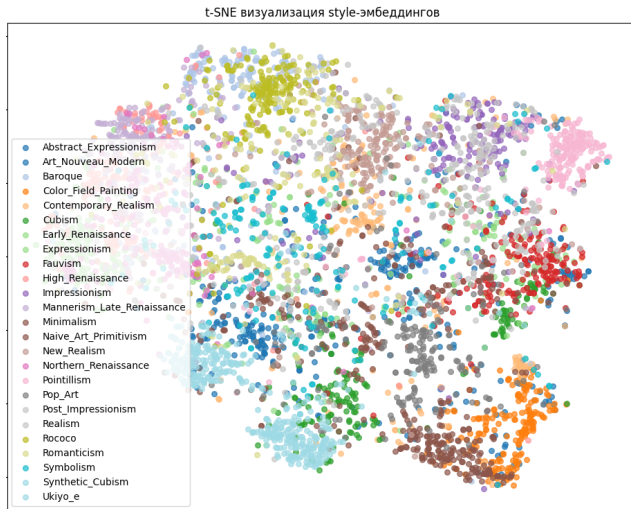 t-SNE визуализация style-эмбеддингов
Abstract_Expressionism
Art_Nouveau_Modern
Baroque
Color_Field_Painting
Contemporary_Realism
Cubism
Early_Renaissance
Expressionism
Fauvism
High_Renaissance
Impressionism
Mannerism_Late_Renaissance
Minimalism
Naive_Art_Primitivism
New_Realism
Northern_Renaissance
Pointillism
Pop_Art
Post_Impressionism
Realism
Rococo
Romanticism
Symbolism
Synthetic_Cubism
Ukiyo_e